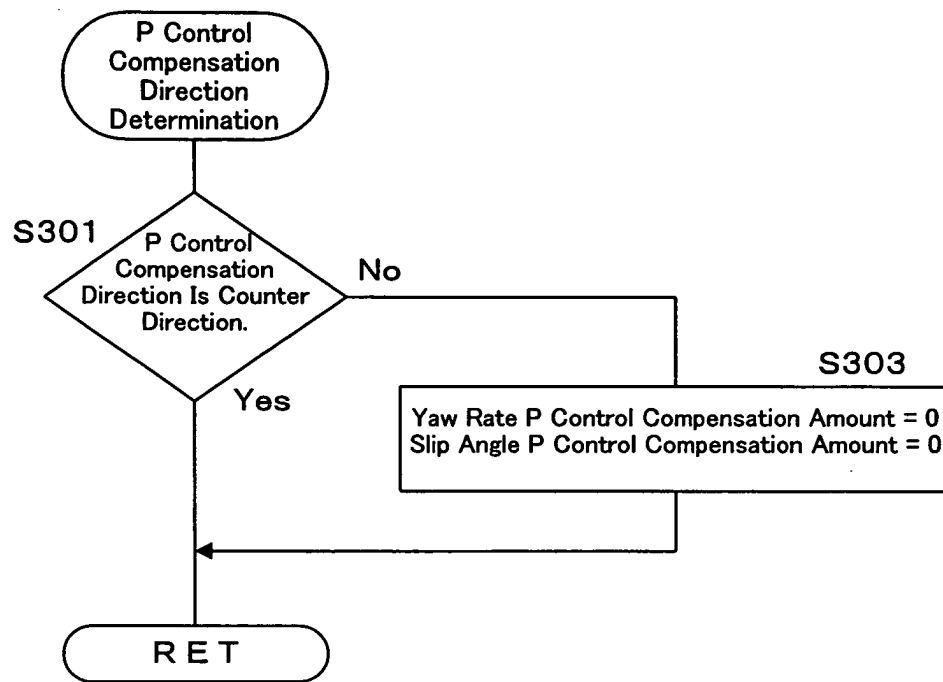 P Control
Compensation
Direction
Determination
S301
P Control
Compensation
Direction Is Counter
Direction.
No
Yes
S303
Yaw Rate P Control Compensation Amount = 0
Slip Angle P Control Compensation Amount = 0
RET